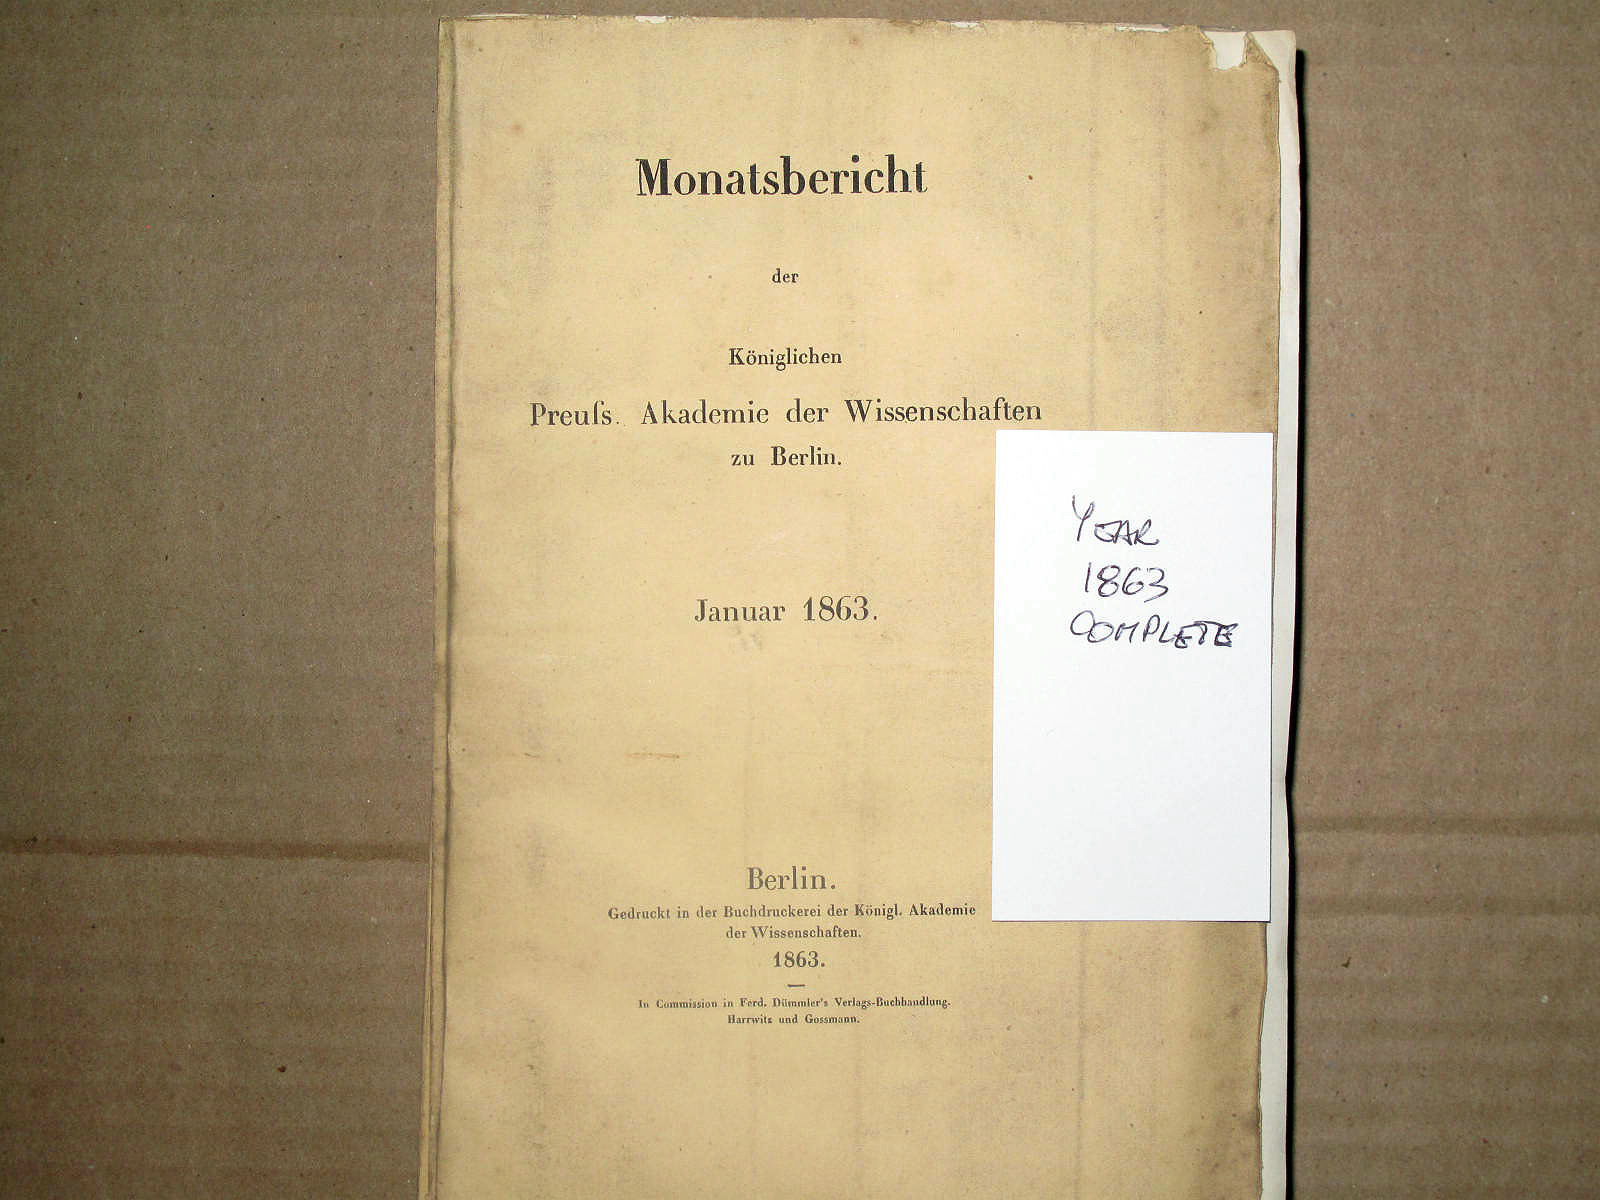 Monatsbericht
der
Königlichen
Preuſs. Akademie der Wissenschaften
zu Berlin.
Januar 1863.
YEAR
1863
COMPLETE
Berlin.
Gedruckt in der Buchdruckerei der Königl. Akademie
der Wissenschaften.
1863.
In Commission in Ferd. Dümmler's Verlags-Buchhandlung.
Harrwitz und Gossmann.